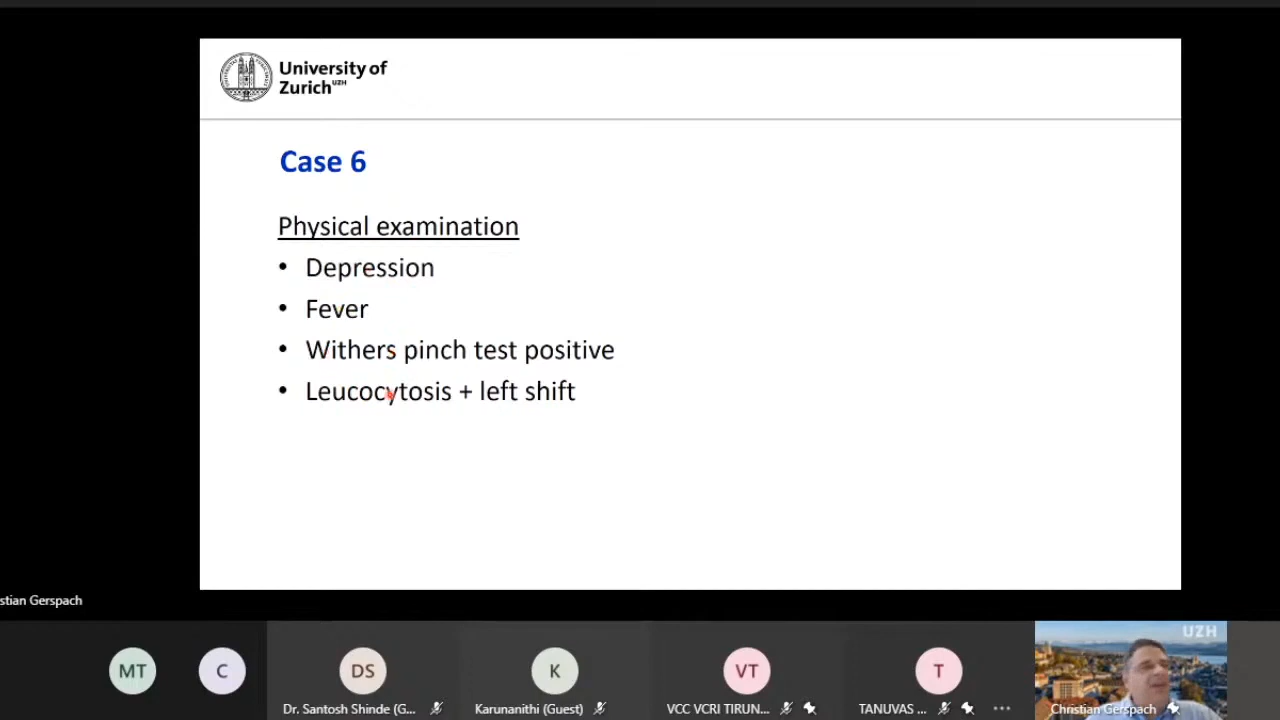 University of
Zurich UZH
Case 6
Physical examination
• Depression
• Fever
• Withers pinch test positive
• Leucocytosis + left shift
stian Gerspach
MT
C
DS
K
VT
T
UZH
Dr. Santosh Shinde (G...
Karunanithi (Guest)
VCC VCRI TIRUN...
TANUVAS ...
Christian Gerspach